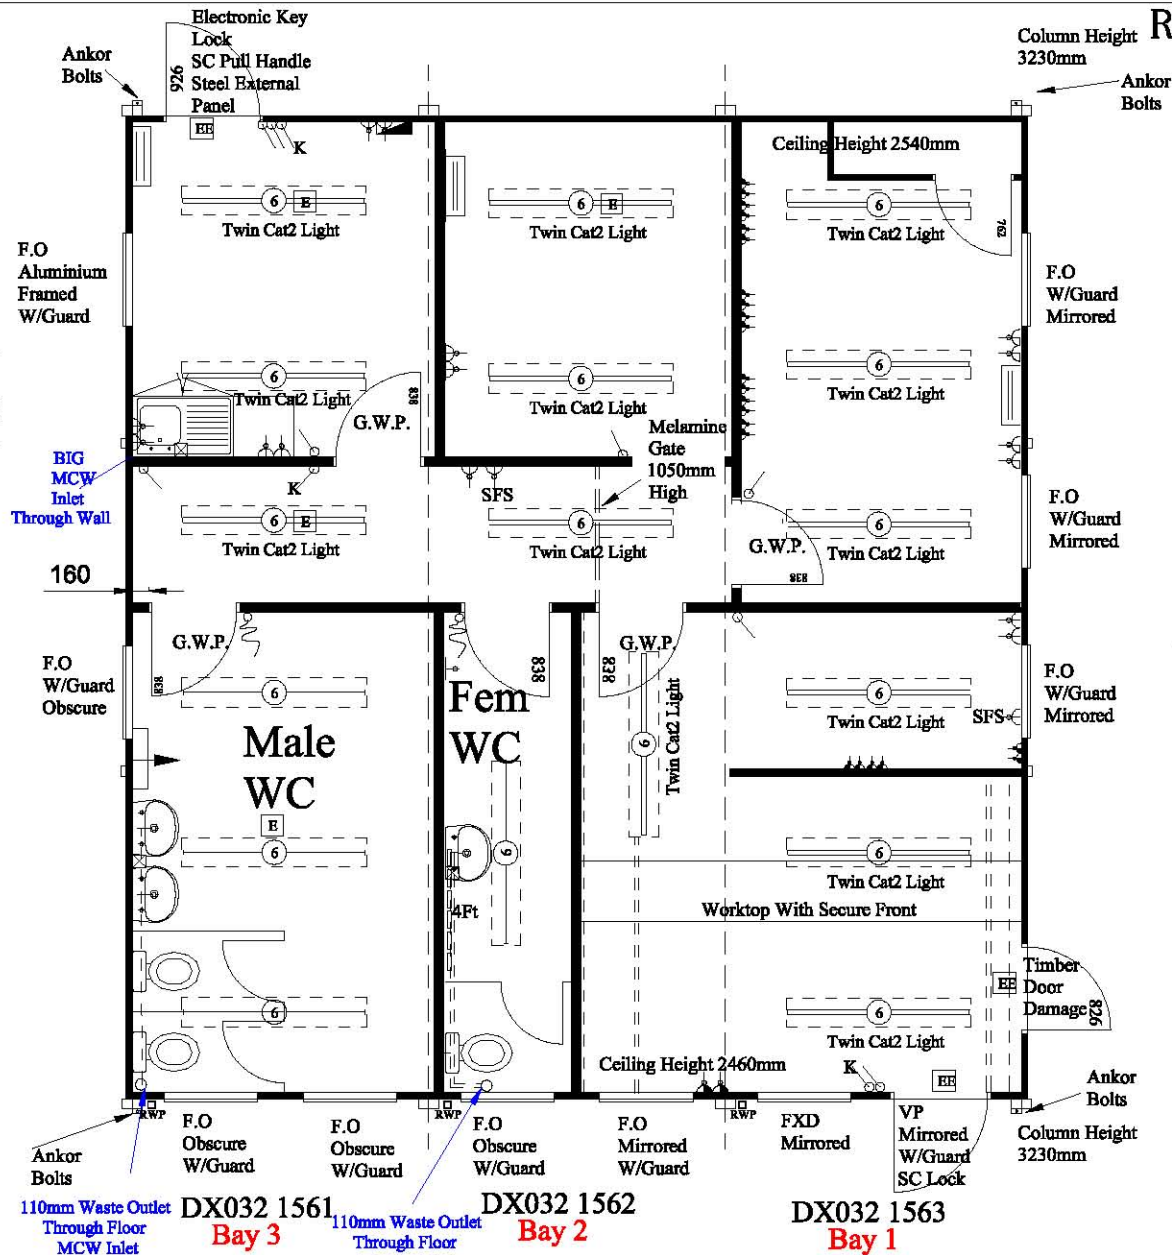 Electronic Key
Lock
SC Pull Handle
Steel External
Panel
926
Ankor
Bolts
Column Height
3230mm
R
Ankor
Bolts
EE
K
Ceiling Height 2540mm
6 E
Twin Cat2 Light
6 E
Twin Cat2 Light
6
Twin Cat2 Light
762
F.O
Aluminium
Framed
W/Guard
F.O
W/Guard
Mirrored
6
Twin Cat2 Light
838
G.W.P.
6
Twin Cat2 Light
6
Twin Cat2 Light
Melamine
Gate
1050mm
High
BIG
MCW
Inlet
Through Wall
K
SFS
6 E
Twin Cat2 Light
6
Twin Cat2 Light
G.W.P.
838
6
Twin Cat2 Light
F.O
W/Guard
Mirrored
160
G.W.P.
838
838
G.W.P.
838
F.O
W/Guard
Obscure
6
Male
WC
E
6
6
Fem
WC
6
4Ft
6
Twin Cat2 Light
6
Twin Cat2 Light
SFS
F.O
W/Guard
Mirrored
6
Twin Cat2 Light
Worktop With Secure Front
EE
Timber
Door
Damage
926
6
Twin Cat2 Light
Ceiling Height 2460mm
K
EE
Ankor
Bolts
Column Height
3230mm
RWP
RWP
RWP
Ankor
Bolts
F.O
Obscure
W/Guard
F.O
Obscure
W/Guard
F.O
Obscure
W/Guard
F.O
Mirrored
W/Guard
FXD
Mirrored
VP
Mirrored
W/Guard
SC Lock
110mm Waste Outlet
Through Floor
MCW Inlet
DX032 1561
Bay 3
110mm Waste Outlet
Through Floor
DX032 1562
Bay 2
DX032 1563
Bay 1